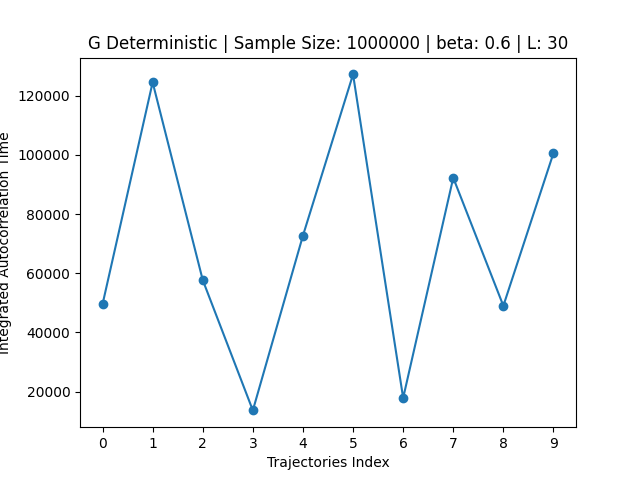 G Deterministic | Sample Size: 1000000 | beta: 0.6 | L: 30
Integrated Autocorrelation Time
120000
100000
80000
60000
40000
20000
0 1 2 3 4 5 6 7 8 9
Trajectories Index